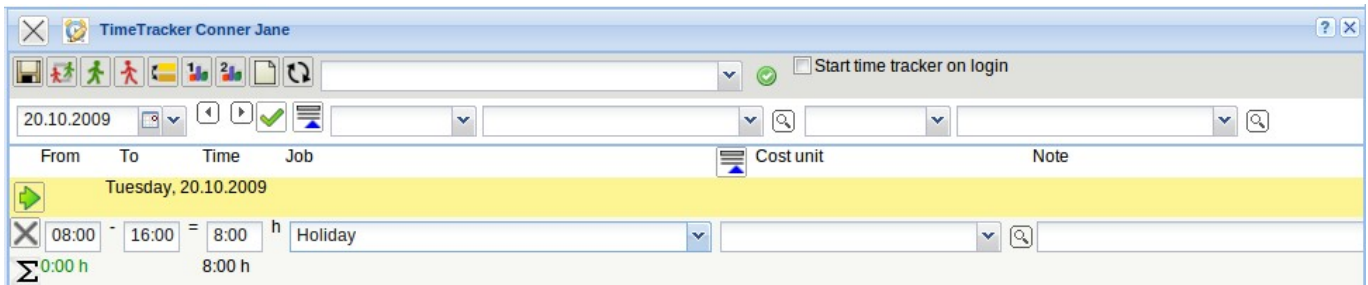 TimeTracker Conner Jane
Start time tracker on login
20.10.2009
From To Time Job Cost unit Note
Tuesday, 20.10.2009
08:00 - 16:00 = 8:00 h Holiday
Σ 0:00 h 8:00 h